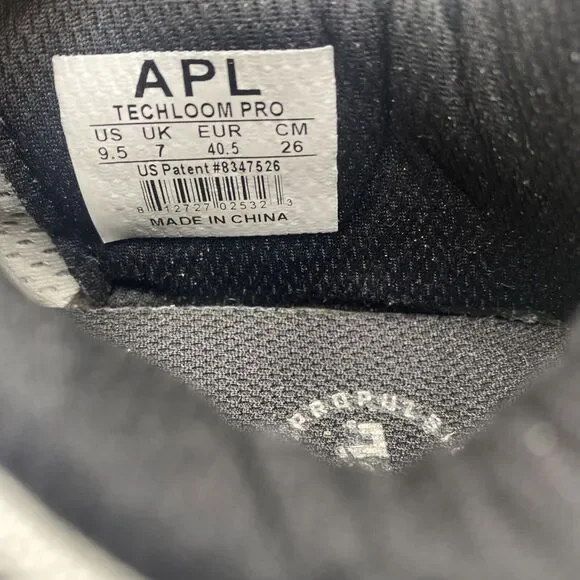 APL
TECHLOOM PRO
US UK EUR CM
9.5 7 40.5 26
US Patent #8347526
8 12727 02532 3
MADE IN CHINA